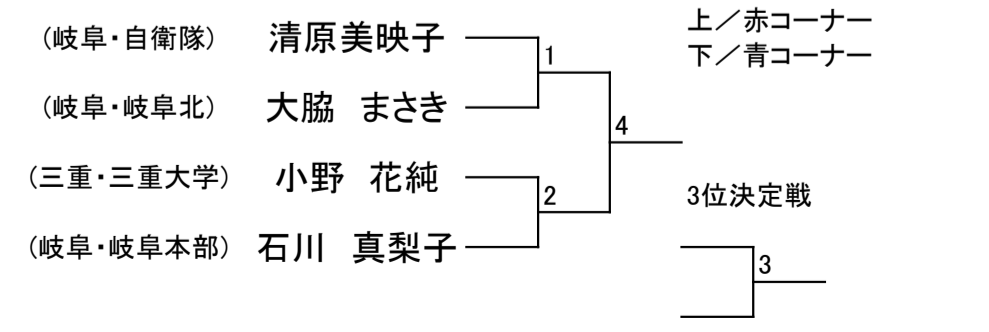 (岐阜・自衛隊) 清原美映子
(岐阜・岐阜北) 大脇　まさき
(三重・三重大学) 小野　花純
(岐阜・岐阜本部) 石川　真梨子
1
2
4
上／赤コーナー
下／青コーナー
3位決定戦
3